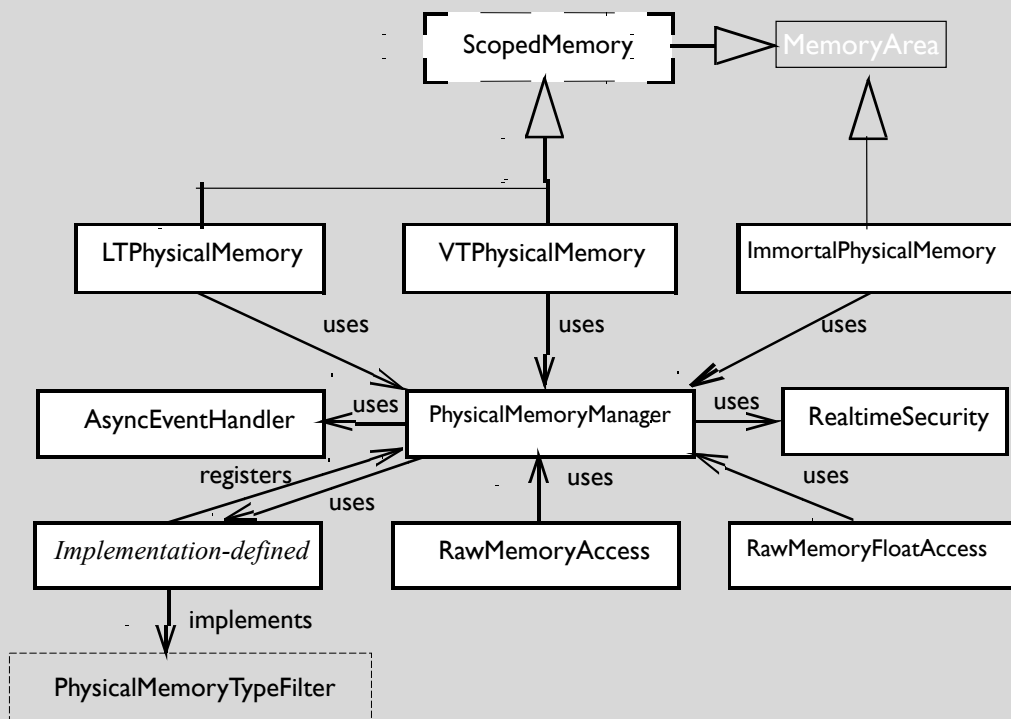 ScopedMemory
MemoryArea
LTPhysicalMemory
VTPhysicalMemory
ImmortalPhysicalMemory
uses
uses
uses
AsyncEventHandler
uses
PhysicalMemoryManager
uses
RealtimeSecurity
registers
uses
uses
uses
Implementation-defined
RawMemoryAccess
RawMemoryFloatAccess
implements
PhysicalMemoryTypeFilter